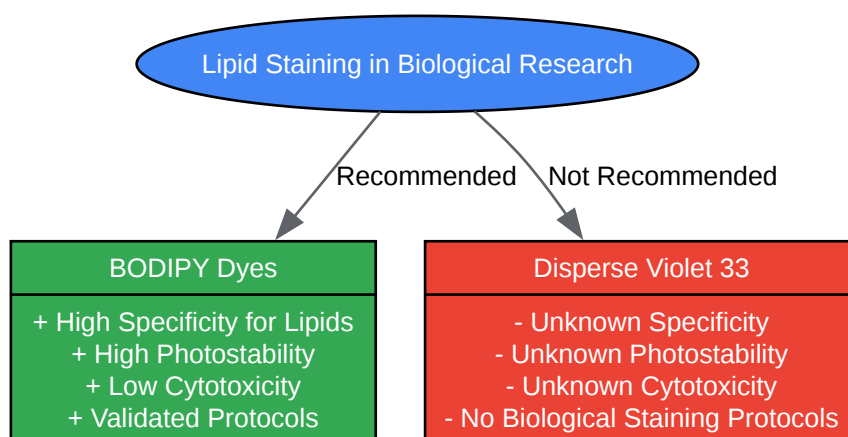 Lipid Staining in Biological Research
Recommended
Not Recommended
BODIPY Dyes
+ High Specificity for Lipids
+ High Photostability
+ Low Cytotoxicity
+ Validated Protocols
Disperse Violet 33
- Unknown Specificity
- Unknown Photostability
- Unknown Cytotoxicity
- No Biological Staining Protocols